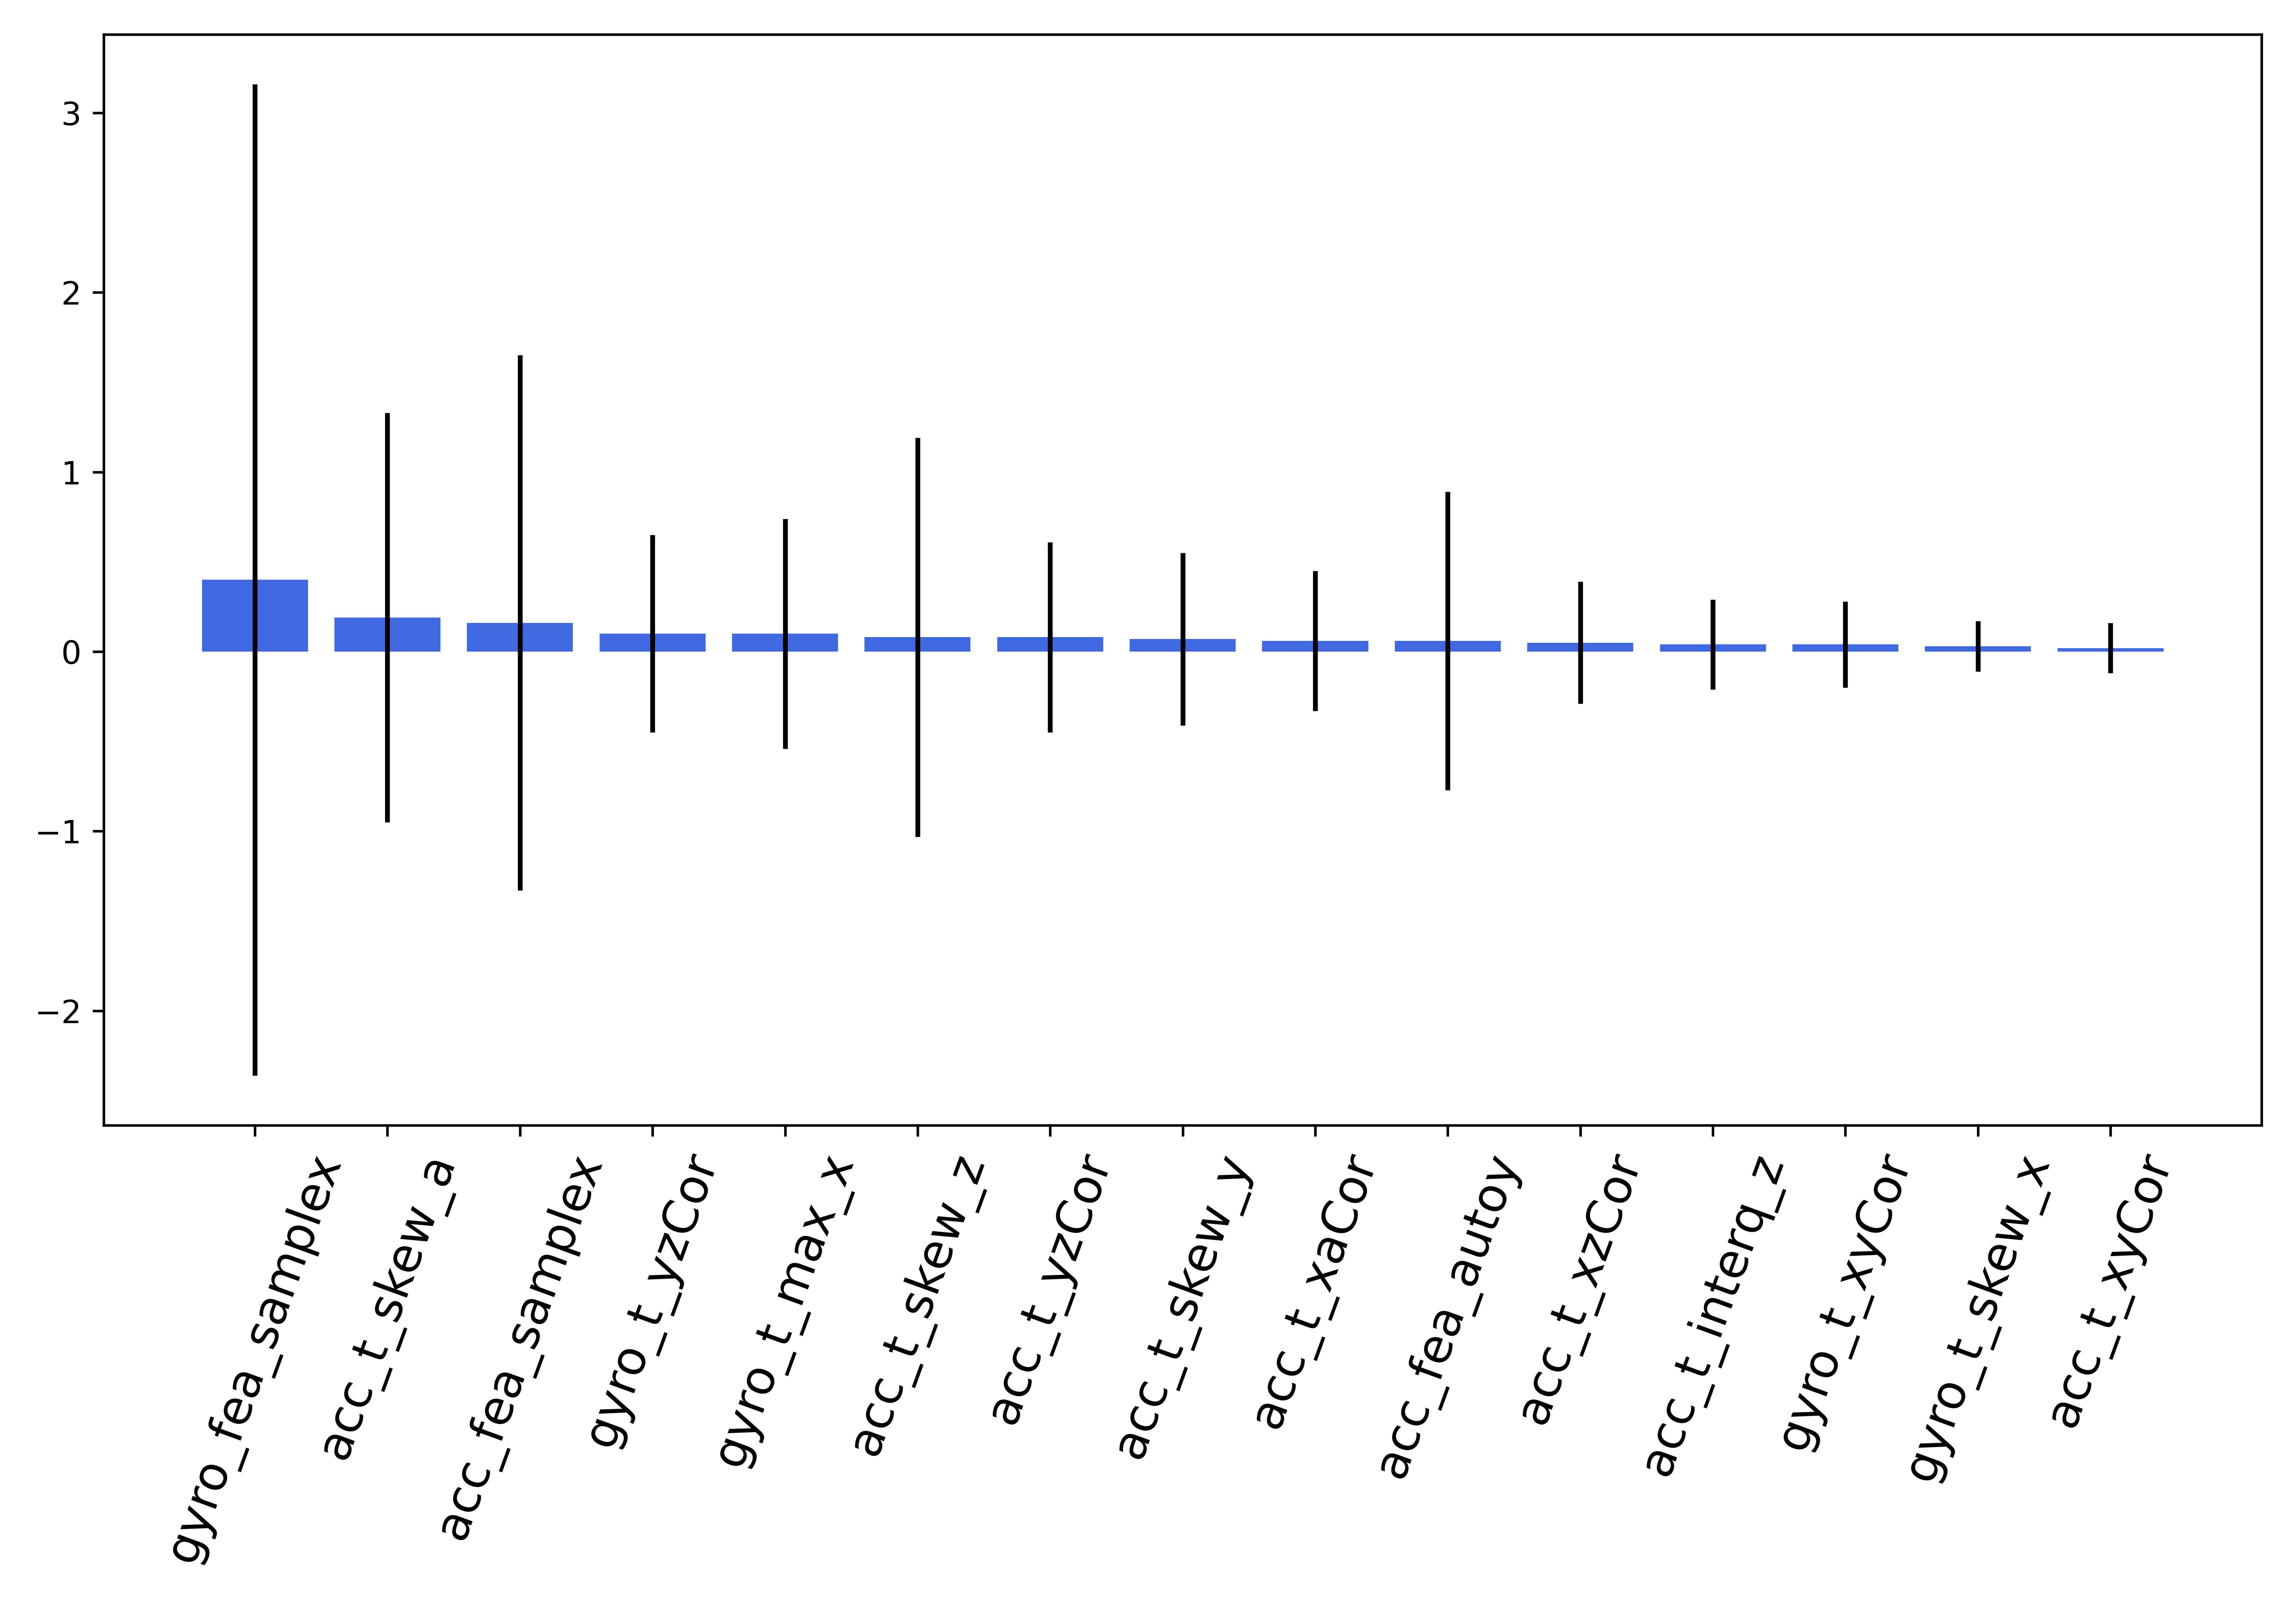 3
2
1
0
−1
−2
gyro_fea_samplex
acc_t_skew_a
acc_fea_samplex
gyro_t_yzCor
gyro_t_max_x
acc_t_skew_z
acc_t_yzCor
acc_t_skew_y
acc_t_xaCor
acc_fea_autoy
acc_t_xzCor
acc_t_interq_z
gyro_t_xyCor
gyro_t_skew_x
acc_t_xyCor